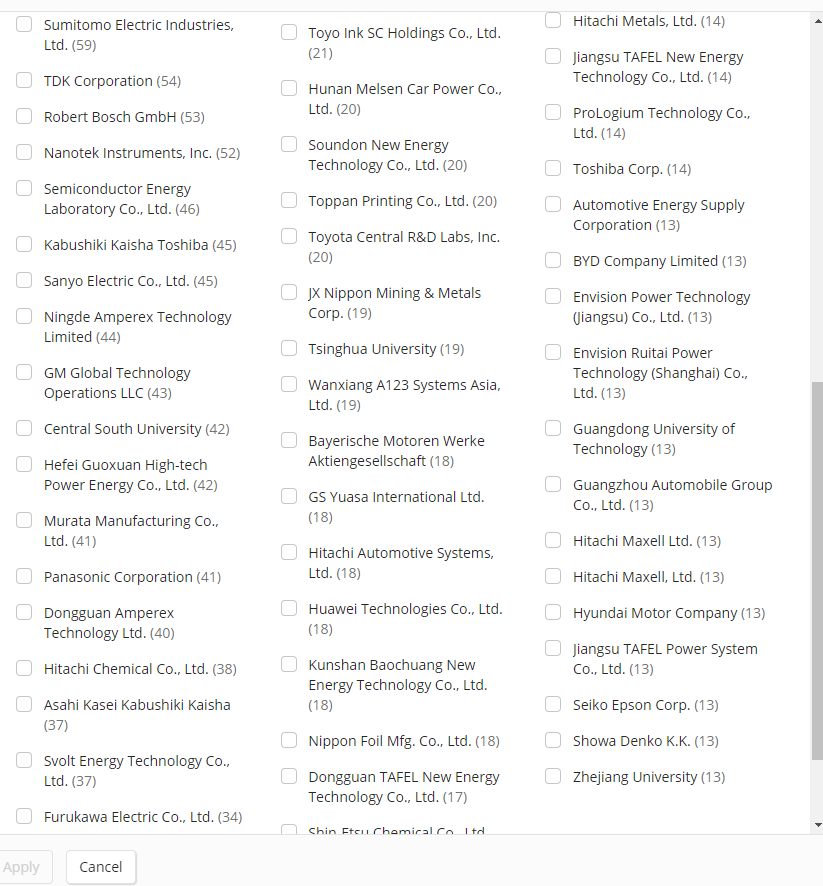 Sumitomo Electric Industries,
Ltd. (59)
TDK Corporation (54)
Robert Bosch GmbH (53)
Nanotek Instruments, Inc. (52)
Semiconductor Energy
Laboratory Co., Ltd. (46)
Kabushiki Kaisha Toshiba (45)
Sanyo Electric Co., Ltd. (45)
Ningde Amperex Technology
Limited (44)
GM Global Technology
Operations LLC (43)
Central South University (42)
Hefei Guoxuan High-tech
Power Energy Co., Ltd. (42)
Murata Manufacturing Co.,
Ltd. (41)
Panasonic Corporation (41)
Dongguan Amperex
Technology Ltd. (40)
Hitachi Chemical Co., Ltd. (38)
Asahi Kasei Kabushiki Kaisha
(37)
Svolt Energy Technology Co.,
Ltd. (37)
Furukawa Electric Co., Ltd. (34)
Toyo Ink SC Holdings Co., Ltd.
(21)
Hunan Melsen Car Power Co.,
Ltd. (20)
Soundon New Energy
Technology Co., Ltd. (20)
Toppan Printing Co., Ltd. (20)
Toyota Central R&D Labs, Inc.
(20)
JX Nippon Mining & Metals
Corp. (19)
Tsinghua University (19)
Wanxiang A123 Systems Asia,
Ltd. (19)
Bayerische Motoren Werke
Aktiengesellschaft (18)
GS Yuasa International Ltd.
(18)
Hitachi Automotive Systems,
Ltd. (18)
Huawei Technologies Co., Ltd.
(18)
Kunshan Baochuang New
Energy Technology Co., Ltd.
(18)
Nippon Foil Mfg. Co., Ltd. (18)
Dongguan TAFEL New Energy
Technology Co., Ltd. (17)
Shin-Etsu Chemical Co., Ltd.
Hitachi Metals, Ltd. (14)
Jiangsu TAFEL New Energy
Technology Co., Ltd. (14)
ProLogium Technology Co.,
Ltd. (14)
Toshiba Corp. (14)
Automotive Energy Supply
Corporation (13)
BYD Company Limited (13)
Envision Power Technology
(Jiangsu) Co., Ltd. (13)
Envision Ruitai Power
Technology (Shanghai) Co.,
Ltd. (13)
Guangdong University of
Technology (13)
Guangzhou Automobile Group
Co., Ltd. (13)
Hitachi Maxell Ltd. (13)
Hitachi Maxell, Ltd. (13)
Hyundai Motor Company (13)
Jiangsu TAFEL Power System
Co., Ltd. (13)
Seiko Epson Corp. (13)
Showa Denko K.K. (13)
Zhejiang University (13)
Apply
Cancel